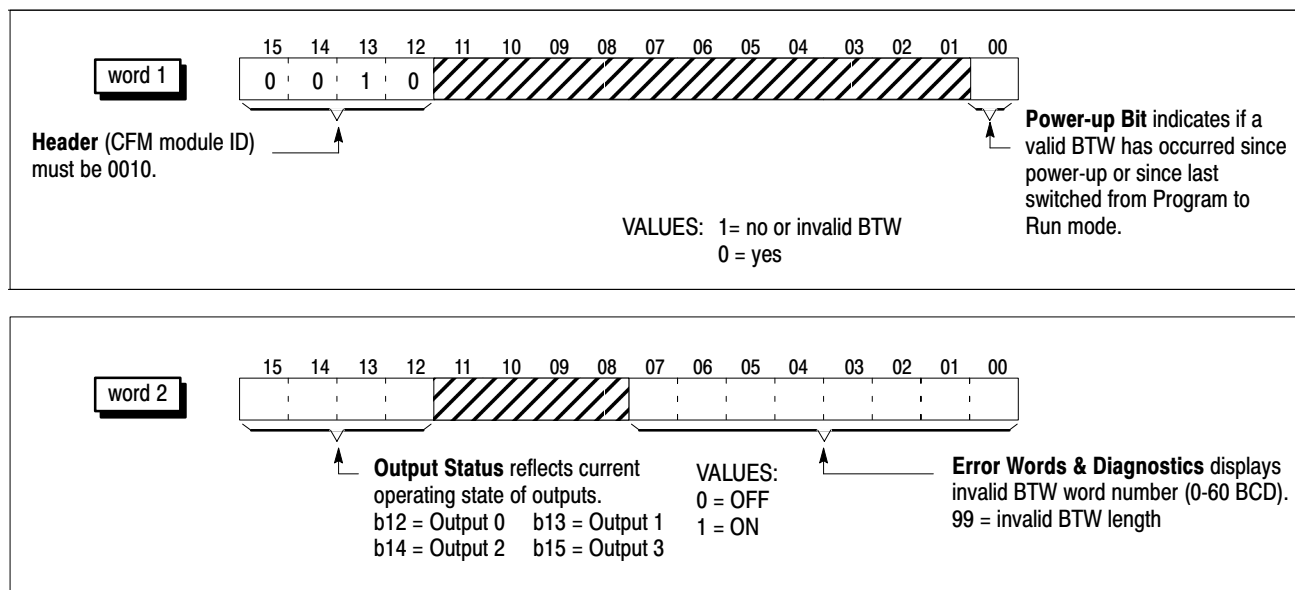 15 14 13 12 11 10 09 08 07 06 05 04 03 02 01 00
word 1
0 0 1 0
Header (CFM module ID)
must be 0010.
Power-up Bit indicates if a
valid BTW has occurred since
power-up or since last
switched from Program to
Run mode.
VALUES: 1= no or invalid BTW
0 = yes
15 14 13 12 11 10 09 08 07 06 05 04 03 02 01 00
word 2
Output Status reflects current
operating state of outputs.
b12 = Output 0 b13 = Output 1
b14 = Output 2 b15 = Output 3
VALUES:
0 = OFF
1 = ON
Error Words & Diagnostics displays
invalid BTW word number (0-60 BCD).
99 = invalid BTW length